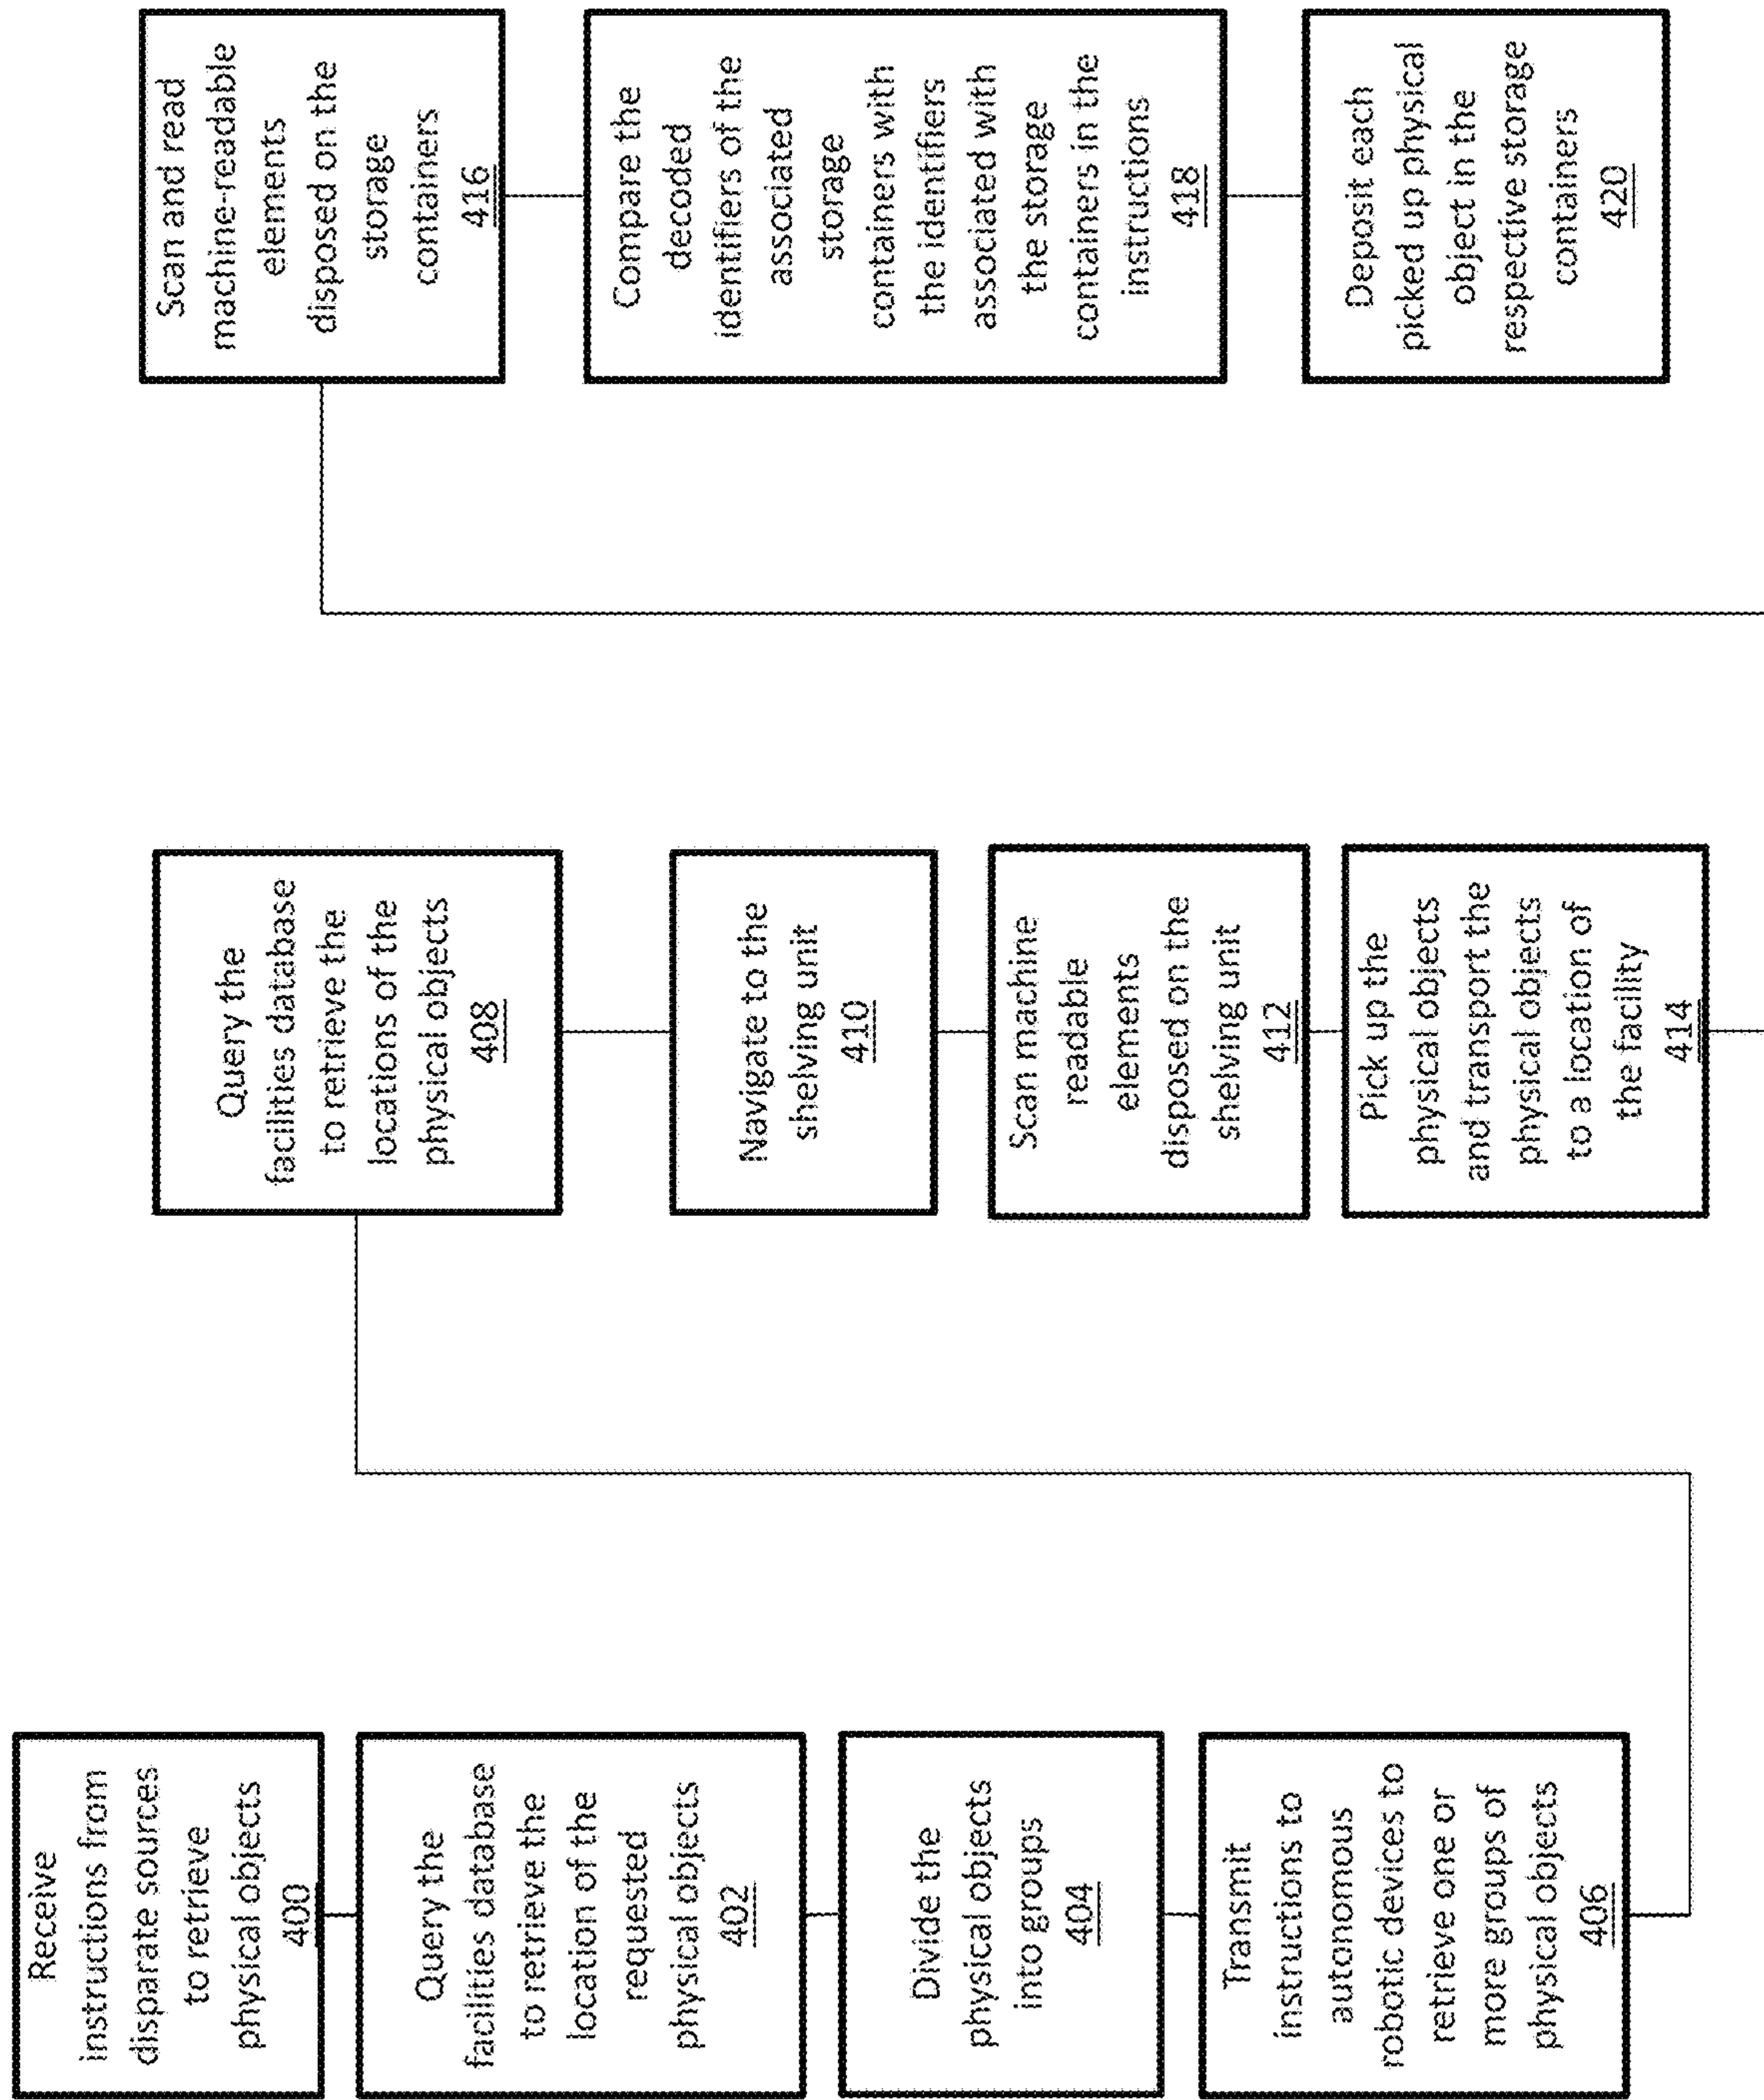 Receive
instructions from
disparate sources
to retrieve
physical objects
400
Query the
facilities database
to retrieve the
location of the
requested
physical objects
402
Divide the
physical objects
into groups
404
Transmit
instructions to
autonomous
robotic devices to
retrieve one or
more groups of
physical objects
406
Query the
facilities database
to retrieve the
locations of the
physical objects
408
Navigate to the
shelving unit
410
Scan machine
readable
elements
disposed on the
shelving unit
412
Pick up the
physical objects
and transport the
physical objects
to a location of
the facility
414
Scan and read
machine-readable
elements
disposed on the
storage
containers
416
Compare the
decoded
identifiers of the
associated
storage
containers with
the identifiers
associated with
the storage
containers in the
instructions
418
Deposit each
picked up physical
object in the
respective storage
containers
420